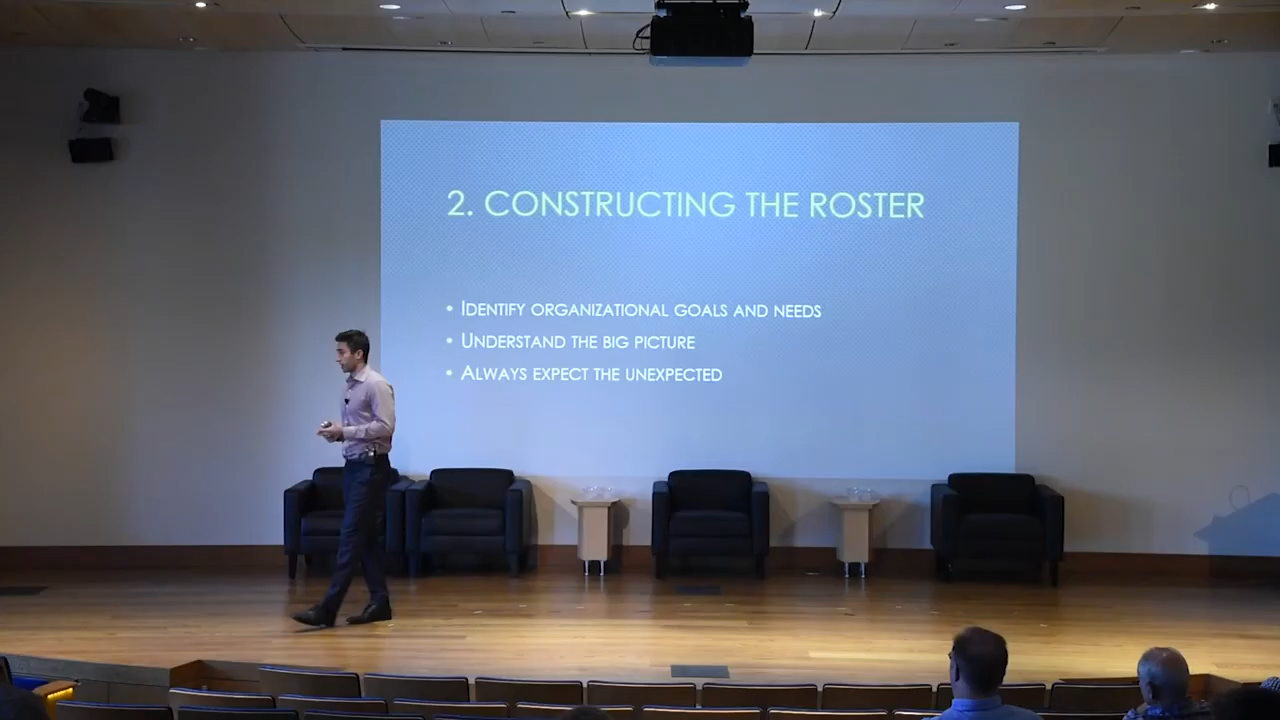 2. CONSTRUCTING THE ROSTER
• IDENTIFY ORGANIZATIONAL GOALS AND NEEDS
• UNDERSTAND THE BIG PICTURE
• ALWAYS EXPECT THE UNEXPECTED